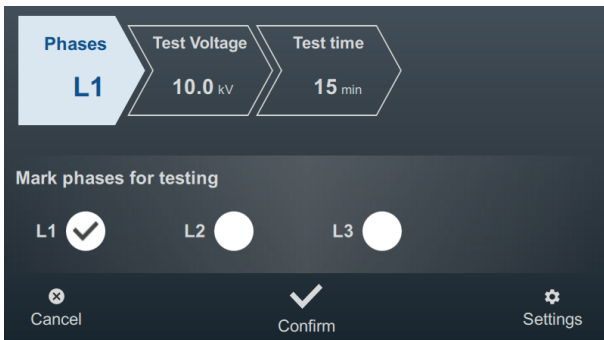 Phases
L1
Test Voltage
10.0 kV
Test time
15 min
Mark phases for testing
L1
L2
L3
Cancel
Confirm
Settings